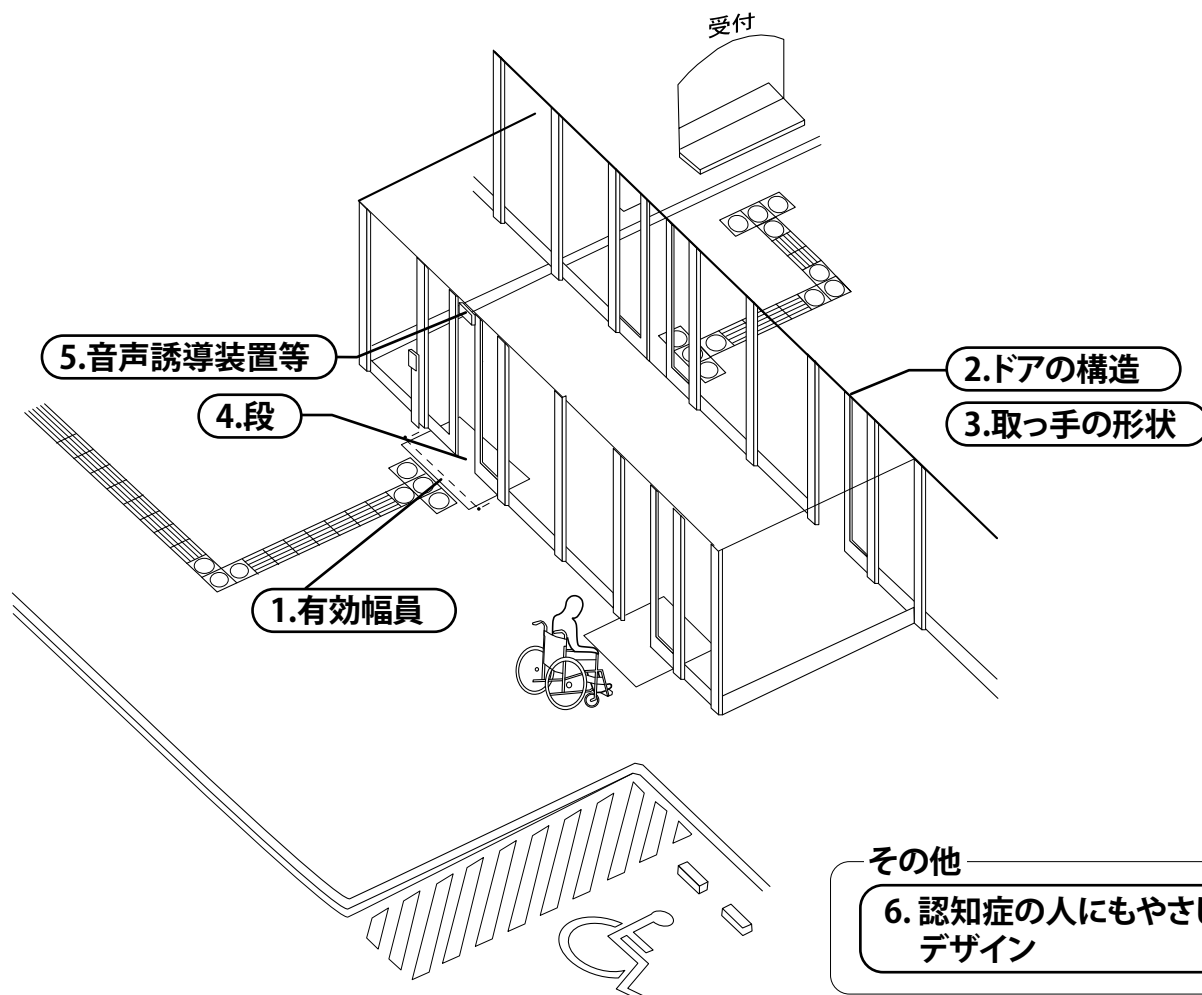 受付
5.音声誘導装置等
4.段
2.ドアの構造
3.取っ手の形状
1.有効幅員
その他
6. 認知症の人にもやさし
デザイン